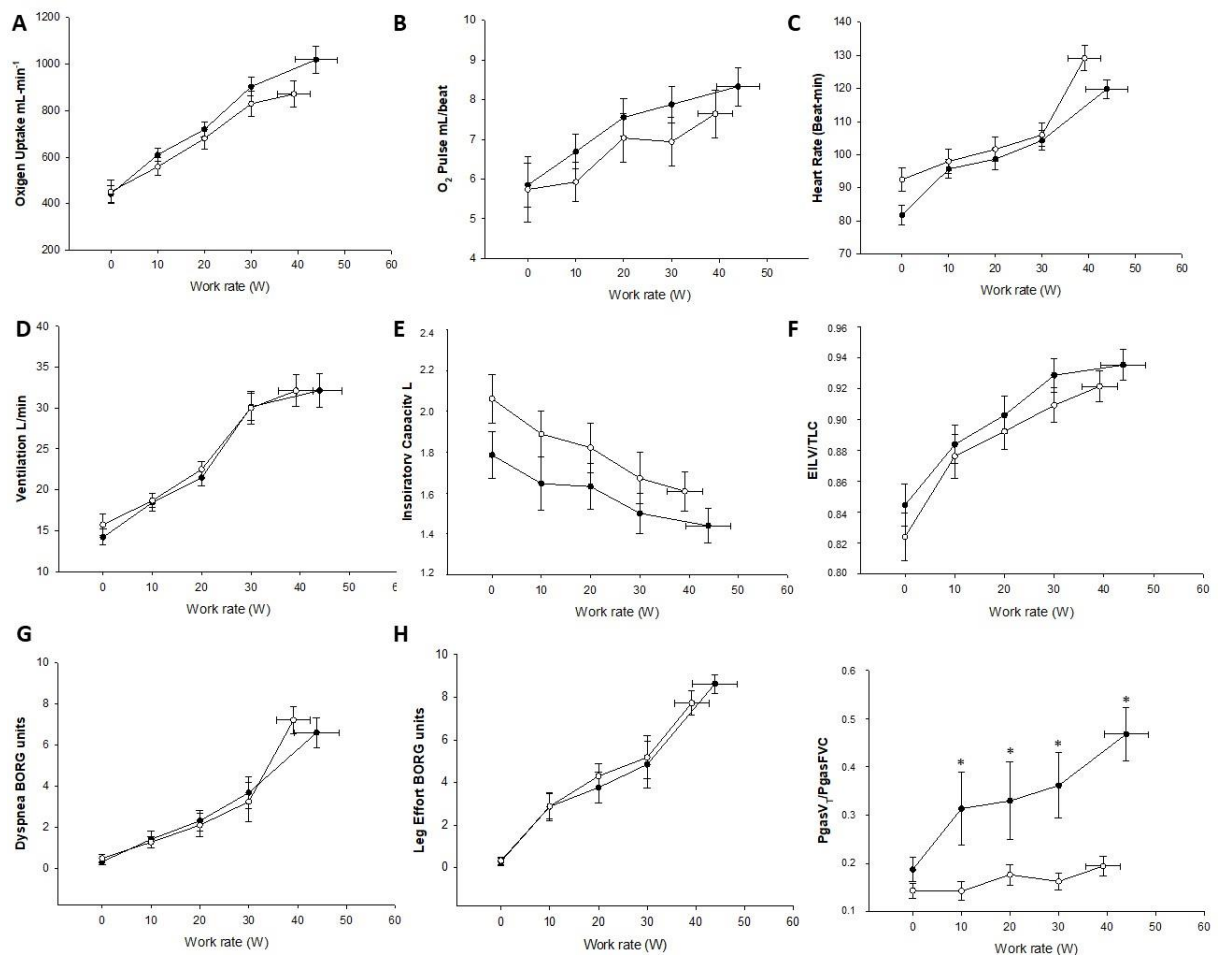 A
Oxigen Uptake mL-min⁻¹
1200
1000
800
600
400
200
0 10 20 30 40 50 60
Work rate (W)
B
O₂ Pulse mL/beat
10
9
8
7
6
5
4
0 10 20 30 40 50
Work rate (W)
C
Heart Rate (Beat-min)
140
130
120
110
100
90
80
70
0 10 20 30 40 50 60
Work rate (W)
D
Ventilation L/min
40
35
30
25
20
15
10
0 10 20 30 40 50 60
Work rate (W)
E
Inspiratory Capacity L
2.4
2.2
2.0
1.8
1.6
1.4
1.2
0 10 20 30 40 50 60
Work rate (W)
F
EILV/TLC
0.96
0.94
0.92
0.90
0.88
0.86
0.84
0.82
0.80
0 10 20 30 40 50 60
Work rate (W)
G
Dyspnea BORG units
10
8
6
4
2
0
0 10 20 30 40 50 60
Work rate (W)
H
Leg Effort BORG units
10
8
6
4
2
0
0 10 20 30 40 50 60
Work rate (W)
PgasV_T/PgasFVC
0.6
0.5
0.4
0.3
0.2
0.1
* * * *
0 10 20 30 40 50 60
Work rate (W)